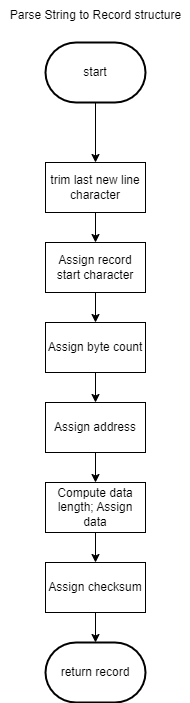 Parse String to Record structure
start
trim last new line
character
Assign record
start character
Assign byte count
Assign address
Compute data
length; Assign
data
Assign checksum
return record